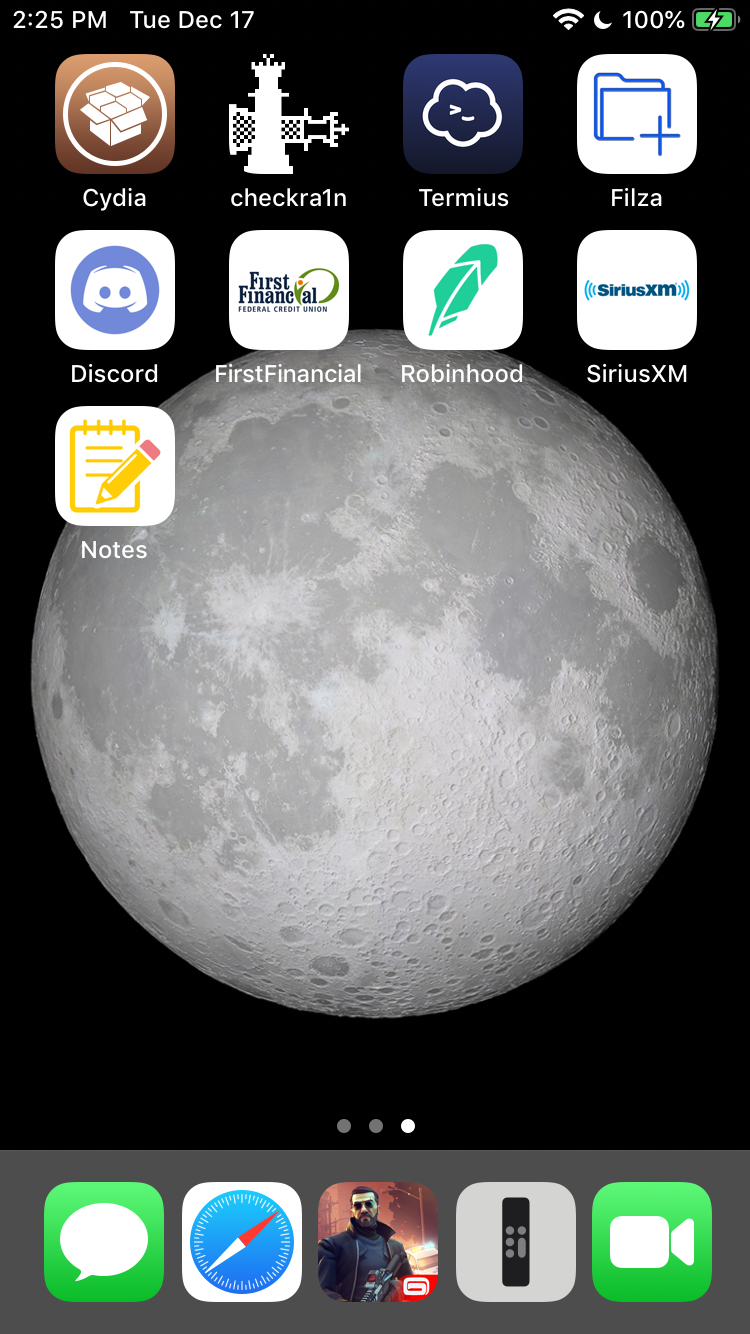 2:25 PM Tue Dec 17 100%
Cydia checkra1n Termius Filza
First
Financial
FEDERAL CREDIT UNION
((SiriusXM))
Discord FirstFinancial Robinhood SiriusXM
Notes